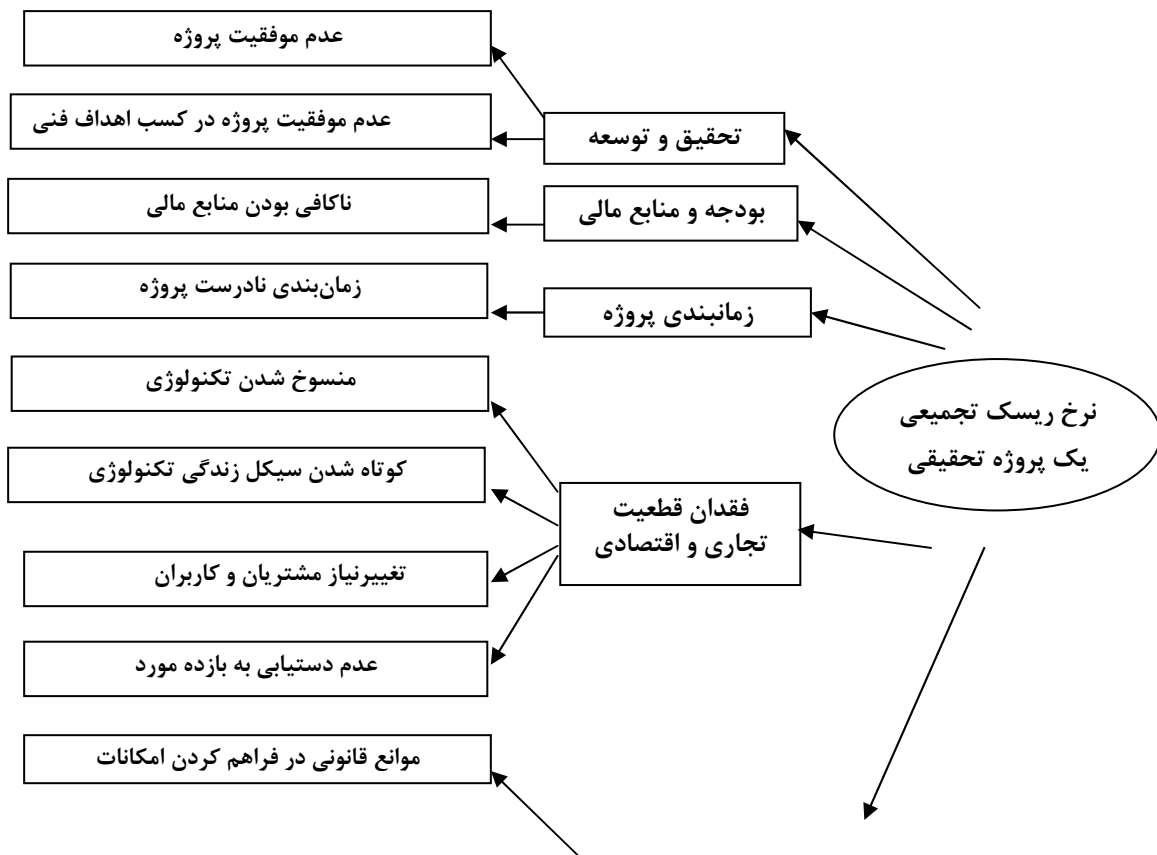 عدم موفقیت پروژه
عدم موفقیت پروژه در کسب اهداف فنی
تحقیق و توسعه
ناکافی بودن منابع مالی
بودجه و منابع مالی
زمان‌بندی نادرست پروژه
زمانبندی پروژه
منسوخ شدن تکنولوژی
نرخ ریسک تجمیعی
یک پروژه تحقیقی
کوتاه شدن سیکل زندگی تکنولوژی
فقدان قطعیت
تجاری و اقتصادی
تغییرنیاز مشتریان و کاربران
عدم دستیابی به بازده مورد
موانع قانونی در فراهم کردن امکانات